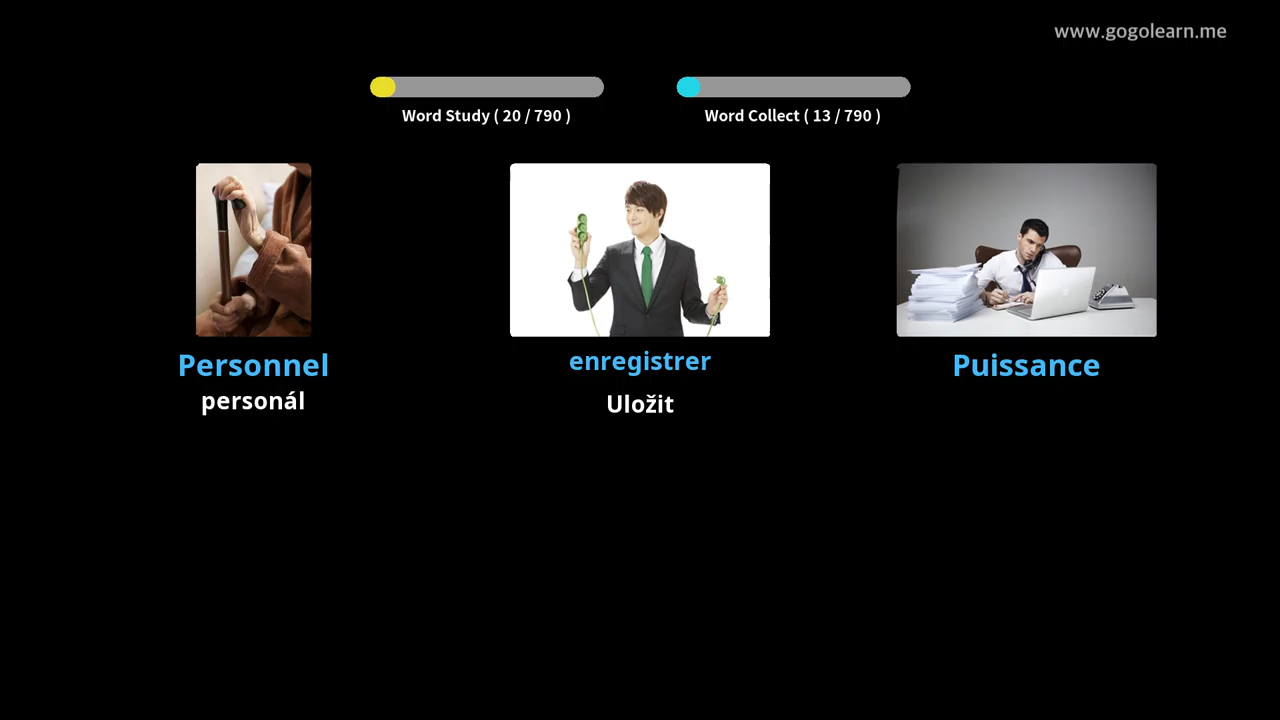 www.gogolearn.me
Word Study ( 20 / 790 )
Word Collect ( 13 / 790 )
Personnel
personál
enregistrer
Uložit
Puissance